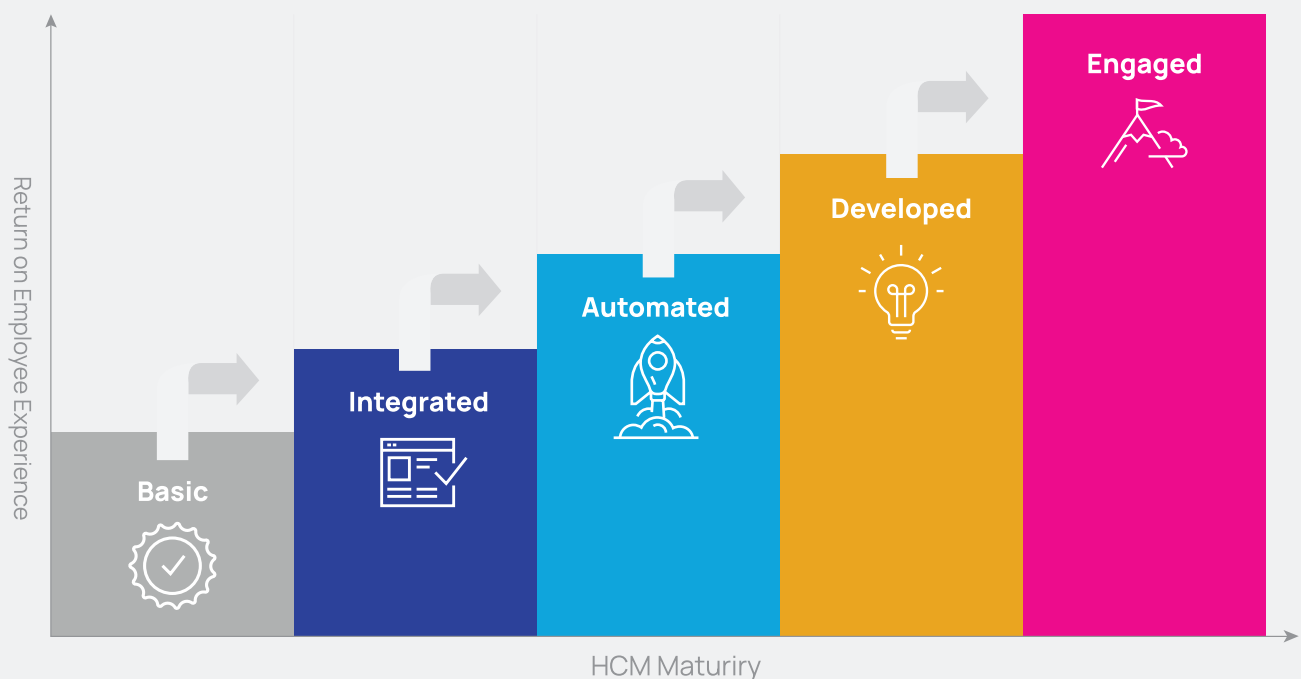 Engaged
Developed
Automated
Integrated
Basic
Return on Employee Experience
HCM Maturiry